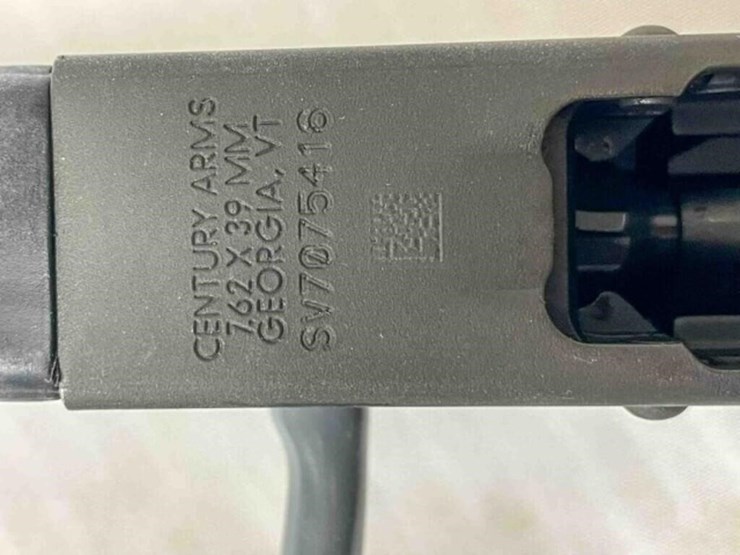 CENTURY ARMS
7.62 X 39 MM
GEORGIA, VT
SV7075416